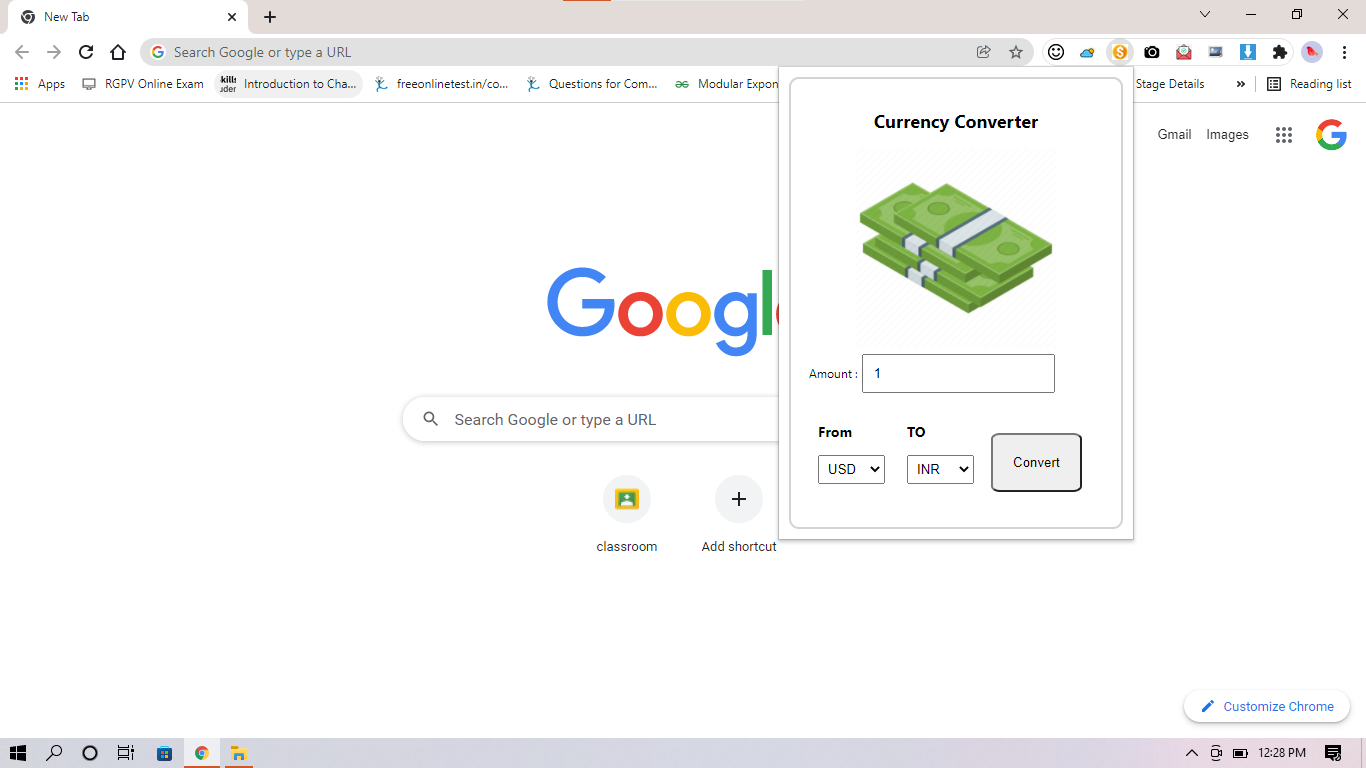 New Tab
Search Google or type a URL
Apps
RGPV Online Exam
Introduction to Cha...
freeonlinetest.in/co...
Questions for Com...
Modular Expon
Stage Details
Reading list
Currency Converter
Gmail
Images
Google
Amount :
1
Search Google or type a URL
From
TO
USD
INR
Convert
classroom
Add shortcut
Customize Chrome
12:28 PM